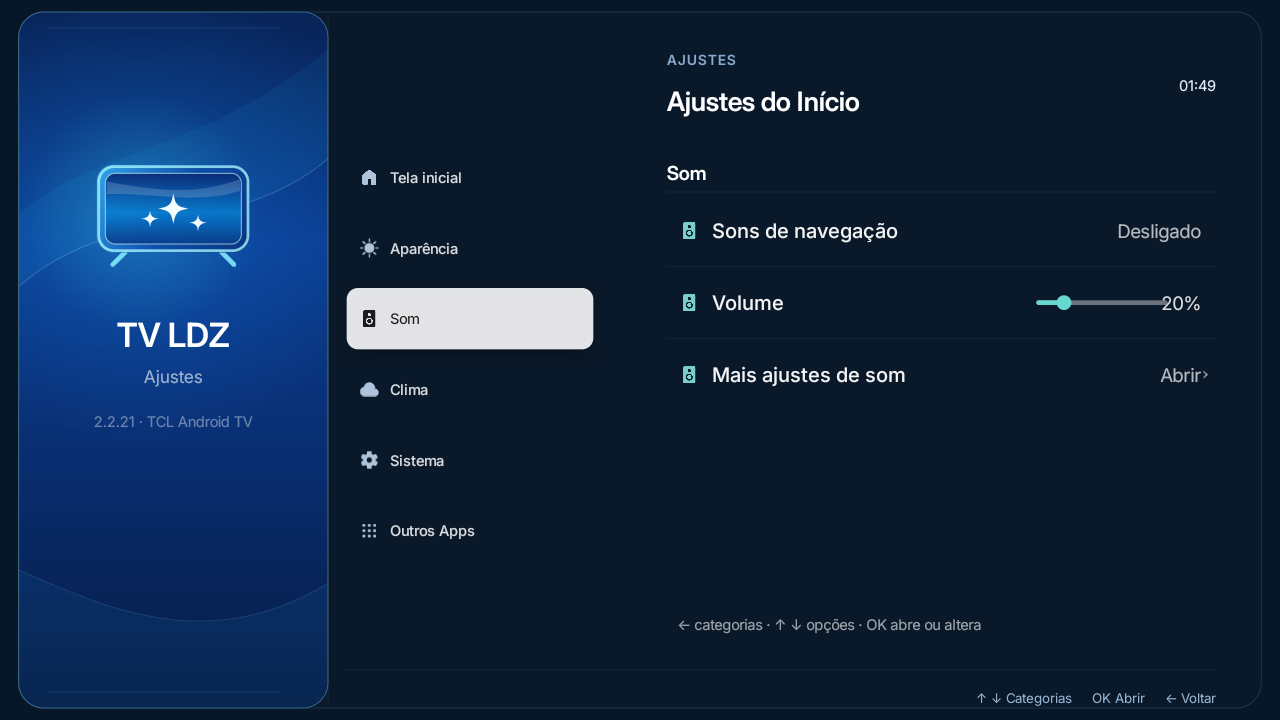 TV LDZ
Ajustes
2.2.21 · TCL Android TV
Tela inicial
Aparência
Som
Clima
Sistema
Outros Apps
AJUSTES
Ajustes do Início
01:49
Som
Sons de navegação Desligado
Volume 20%
Mais ajustes de som Abrir›
← categorias · ↑ ↓ opções · OK abre ou altera
↑ ↓ Categorias OK Abrir ← Voltar